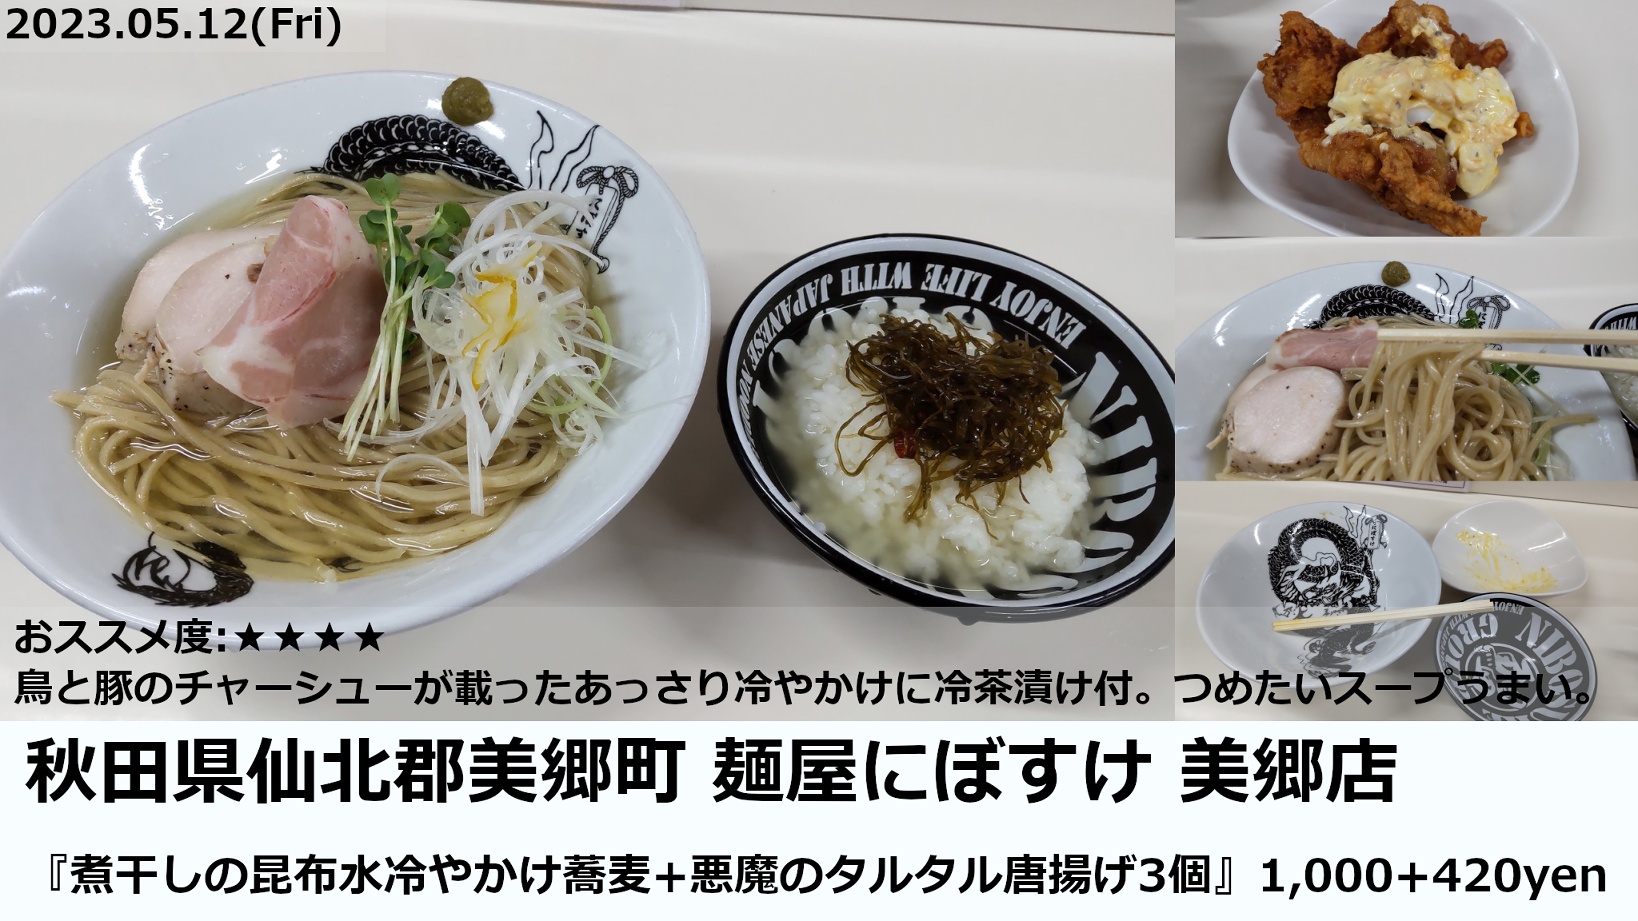 2023.05.12(Fri)
ENJOY LIFE WITH JAPANESE NOODLE
NIBO
おススメ度:★★★★
鳥と豚のチャーシューが載ったあっさり冷やかけに冷茶漬け付。つめたいスープうまい。
秋田県仙北郡美郷町 麺屋にぼすけ 美郷店
『煮干しの昆布水冷やかけ蕎麦+悪魔のタルタル唐揚げ3個』1,000+420yen